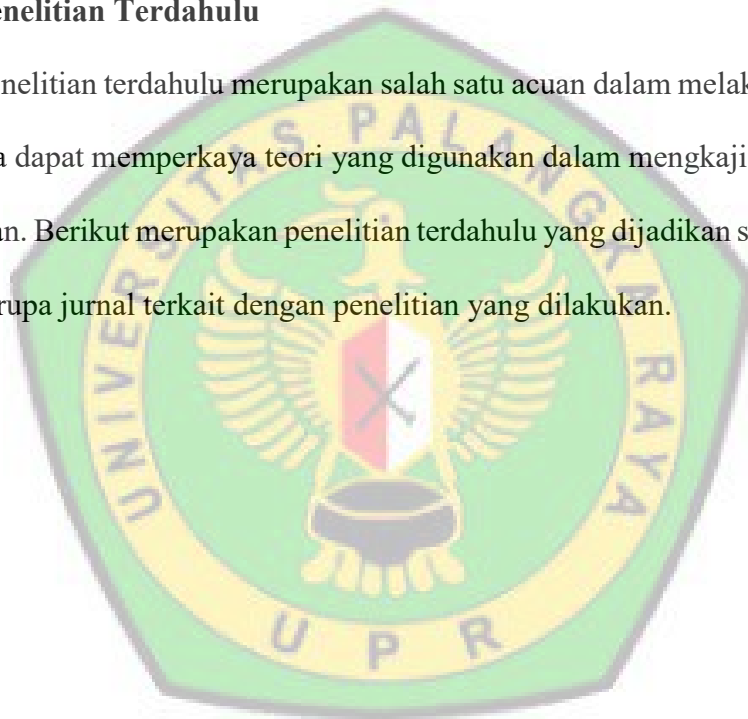 enelitian Terdahulu
nelitian terdahulu merupakan salah satu acuan dalam melak
a dapat memperkaya teori yang digunakan dalam mengkaji
an. Berikut merupakan penelitian terdahulu yang dijadikan s
rupa jurnal terkait dengan penelitian yang dilakukan.
UNIVERSITAS PALANGKA RAYA
UPR